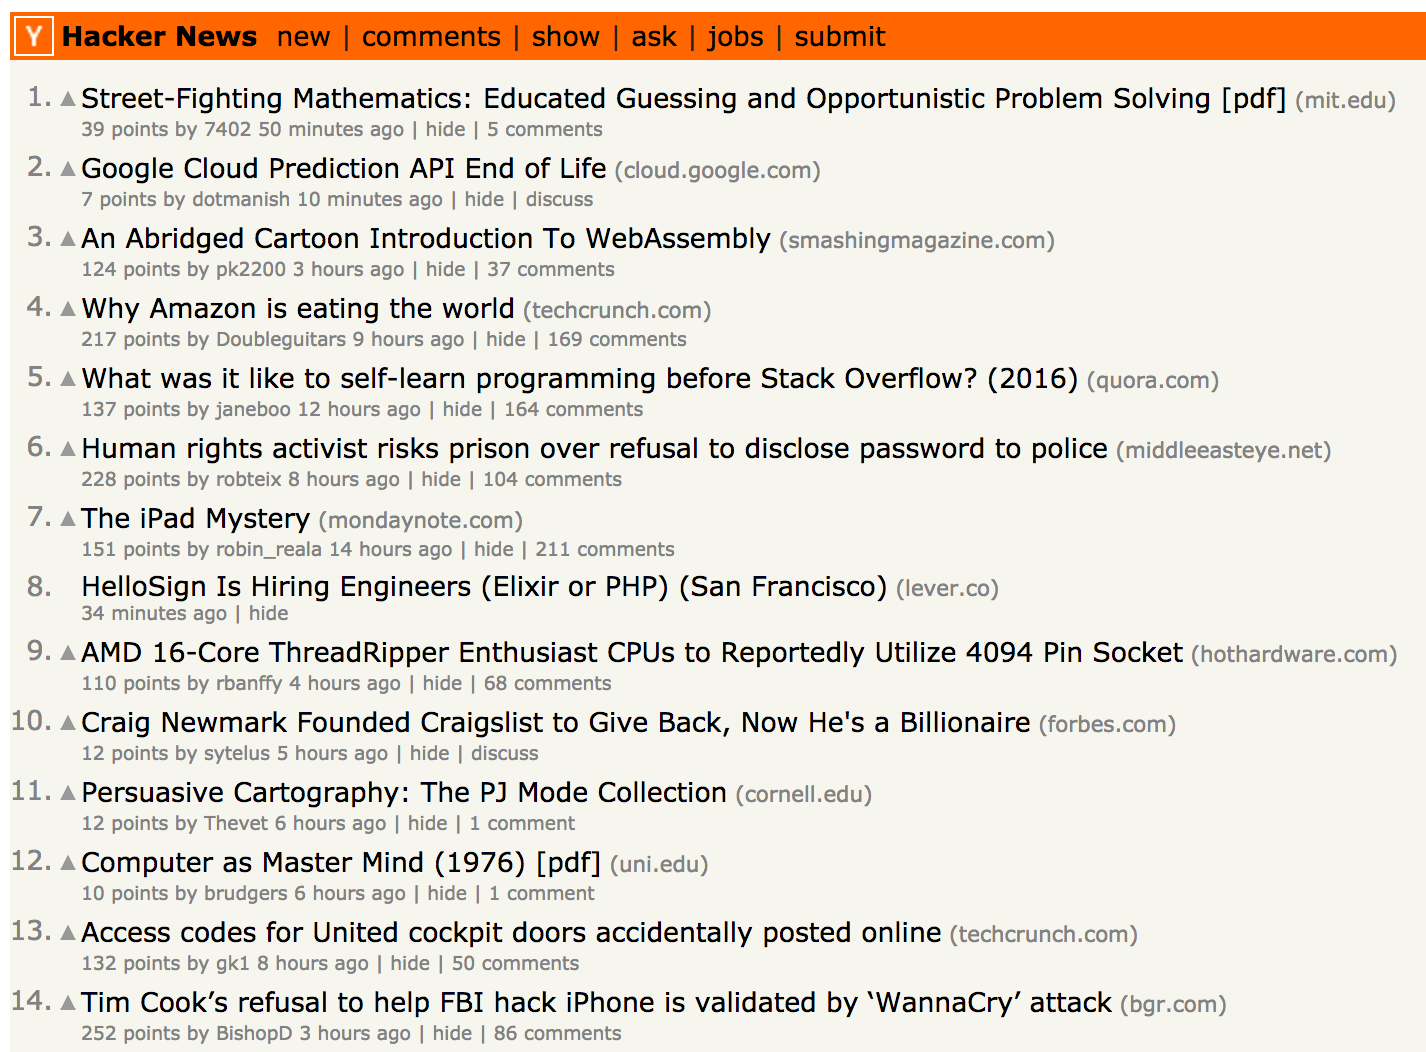 Y Hacker News new | comments | show | ask | jobs | submit
1. ▲ Street-Fighting Mathematics: Educated Guessing and Opportunistic Problem Solving [pdf] (mit.edu)
39 points by 7402 50 minutes ago | hide | 5 comments
2. ▲ Google Cloud Prediction API End of Life (cloud.google.com)
7 points by dotmanish 10 minutes ago | hide | discuss
3. ▲ An Abridged Cartoon Introduction To WebAssembly (smashingmagazine.com)
124 points by pk2200 3 hours ago | hide | 37 comments
4. ▲ Why Amazon is eating the world (techcrunch.com)
217 points by Doubleguitars 9 hours ago | hide | 169 comments
5. ▲ What was it like to self-learn programming before Stack Overflow? (2016) (quora.com)
137 points by janeboo 12 hours ago | hide | 164 comments
6. ▲ Human rights activist risks prison over refusal to disclose password to police (middleeasteye.net)
228 points by robteix 8 hours ago | hide | 104 comments
7. ▲ The iPad Mystery (mondaynote.com)
151 points by robin_reala 14 hours ago | hide | 211 comments
8. HelloSign Is Hiring Engineers (Elixir or PHP) (San Francisco) (lever.co)
34 minutes ago | hide
9. ▲ AMD 16-Core ThreadRipper Enthusiast CPUs to Reportedly Utilize 4094 Pin Socket (hothardware.com)
110 points by rbanffy 4 hours ago | hide | 68 comments
10. ▲ Craig Newmark Founded Craigslist to Give Back, Now He's a Billionaire (forbes.com)
12 points by sytelus 5 hours ago | hide | discuss
11. ▲ Persuasive Cartography: The PJ Mode Collection (cornell.edu)
12 points by Thevet 6 hours ago | hide | 1 comment
12. ▲ Computer as Master Mind (1976) [pdf] (uni.edu)
10 points by brudgers 6 hours ago | hide | 1 comment
13. ▲ Access codes for United cockpit doors accidentally posted online (techcrunch.com)
132 points by gk1 8 hours ago | hide | 50 comments
14. ▲ Tim Cook’s refusal to help FBI hack iPhone is validated by ‘WannaCry’ attack (bgr.com)
252 points by BishopD 3 hours ago | hide | 86 comments